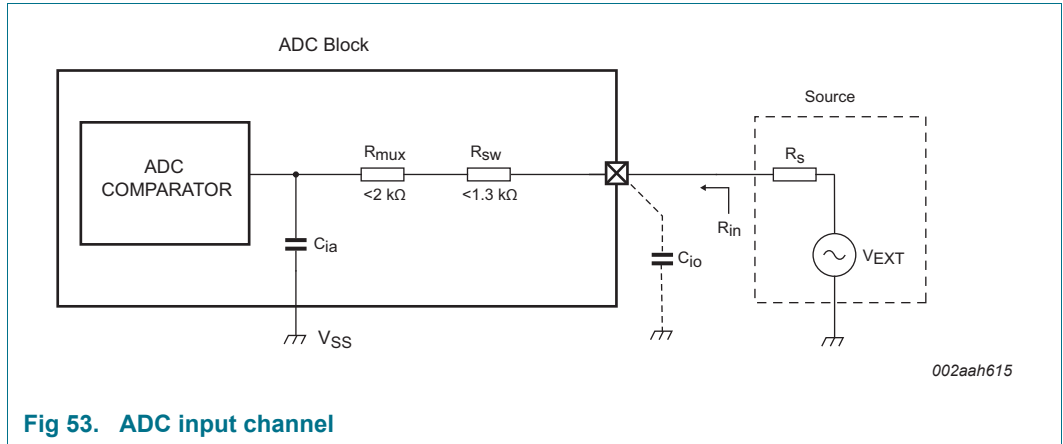 ADC Block
Source
ADC
COMPARATOR
Rmux
<2 kΩ
Rsw
<1.3 kΩ
Rs
Rin
Cia
Cio
VEXT
VSS
002aah615
Fig 53. ADC input channel